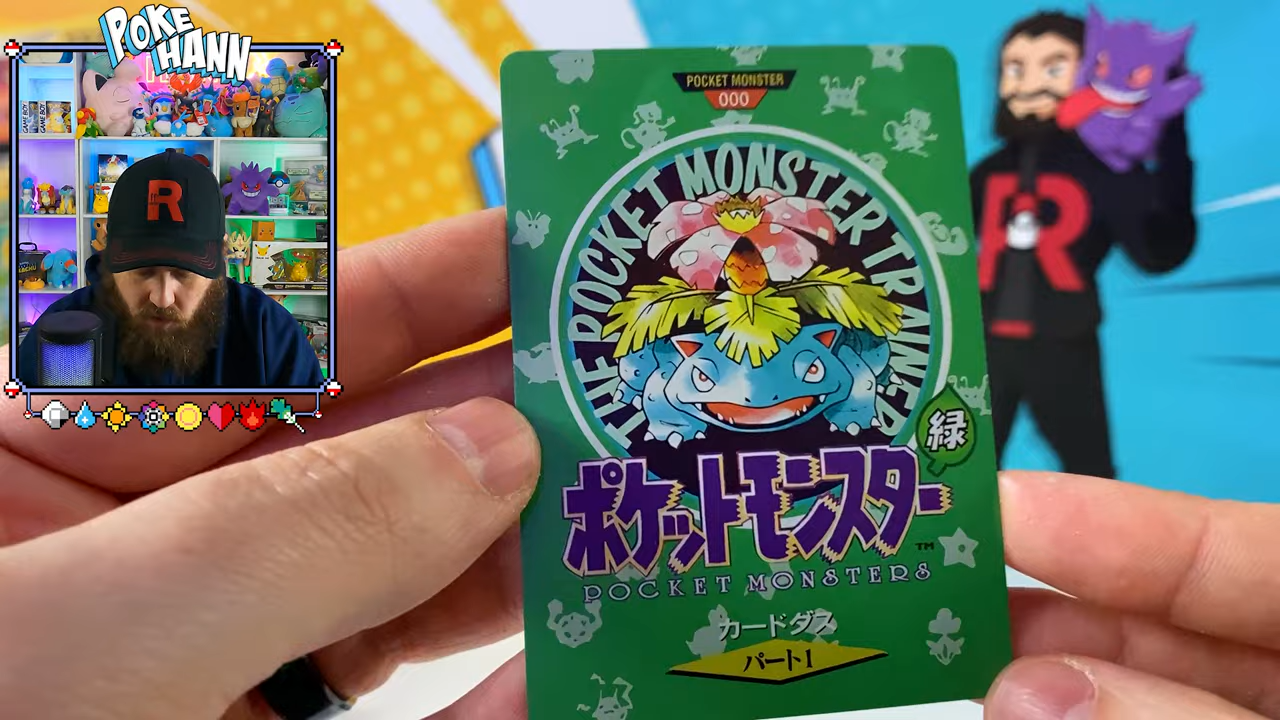 POKE
HANN
R
POCKET MONSTER
000
THE POCKET MONSTER TRAINER
緑
ポケットモンスター
TM
POCKET MONSTERS
カードダス
パート1
R